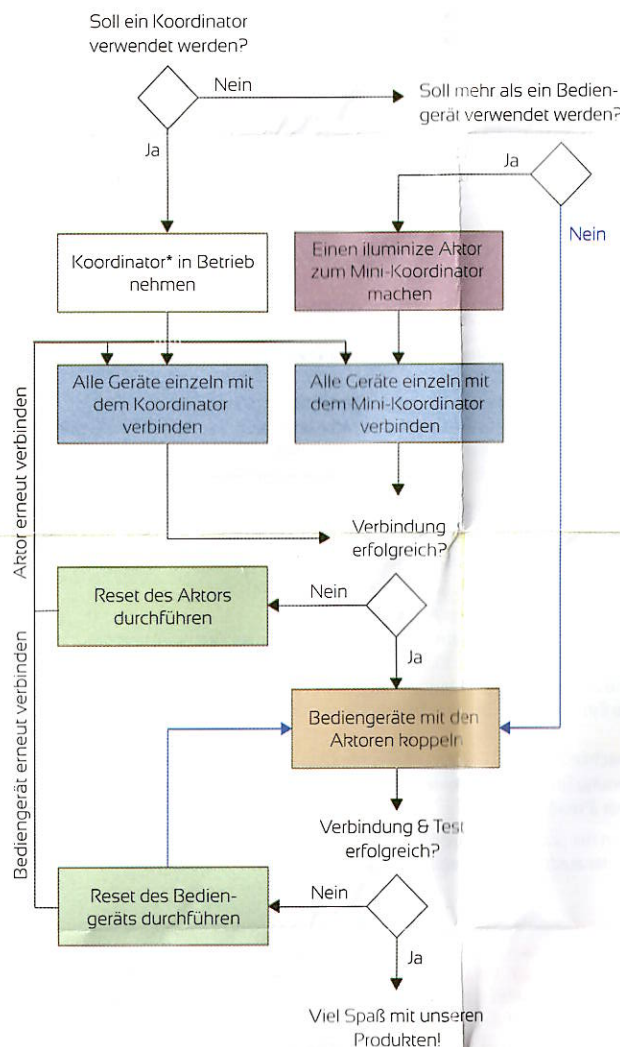 Soll ein Koordinator
verwendet werden?
Nein
Soll mehr als ein Bedien-
gerät verwendet werden?
Ja
Ja
Nein
Koordinator* in Betrieb
nehmen
Einen iluminize Aktor
zum Mini-Koordinator
machen
Alle Geräte einzeln mit
dem Koordinator
verbinden
Alle Geräte einzeln mit
dem Mini-Koordinator
verbinden
Aktor erneut verbinden
Verbindung
erfolgreich?
Reset des Aktors
durchführen
Nein
Ja
Bediengerät erneut verbinden
Bediengeräte mit den
Aktoren koppeln
Verbindung & Test
erfolgreich?
Reset des Bedien-
geräts durchführen
Nein
Ja
Viel Spaß mit unseren
Produkten!